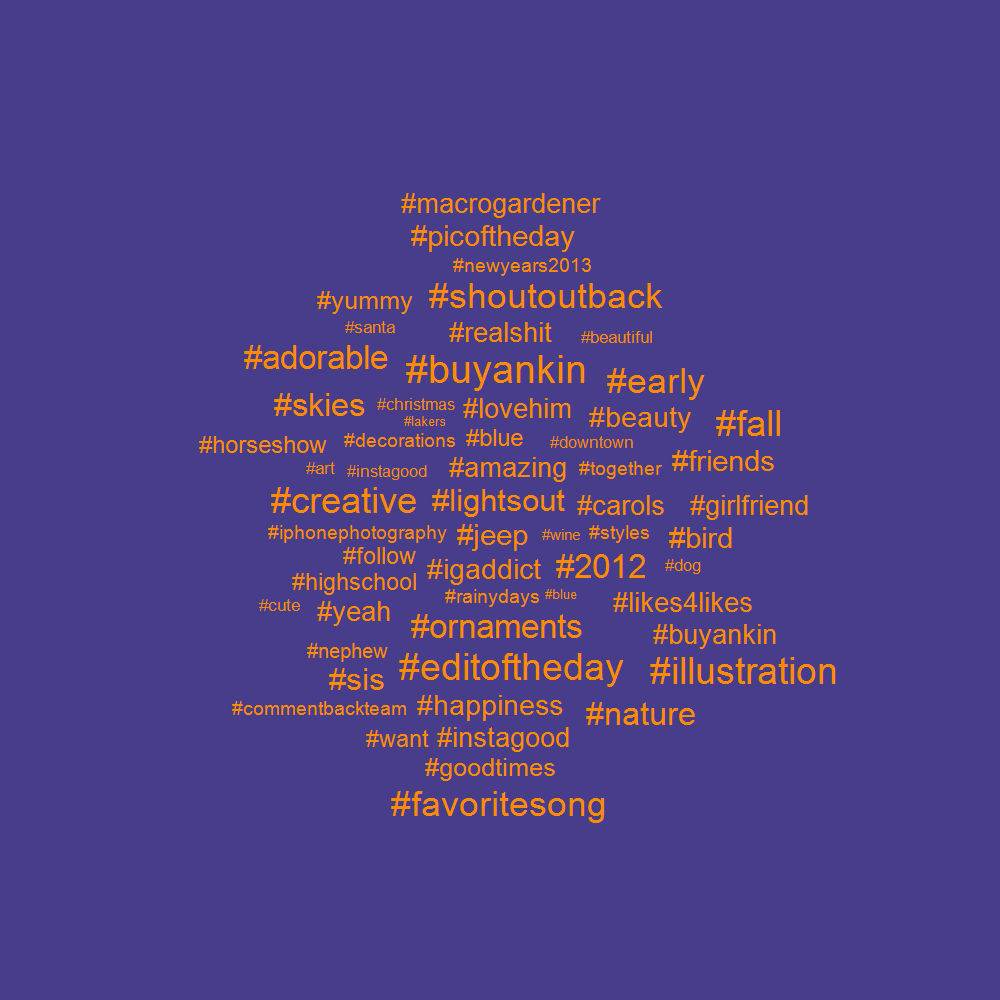 #macrogardener
#picoftheday
#newyears2013
#yummy #shoutoutback
#santa #realshit #beautiful
#adorable #buyankin #early
#skies #christmas #lovehim #beauty #fall
#lakers
#horseshow #decorations #blue #downtown
#art #instagood #amazing #together #friends
#creative #lightsout #carols #girlfriend
#iphonephotography #jeep #wine #styles #bird
#follow #igaddict #2012 #dog
#highschool
#rainydays #blue
#cute #yeah #likes4likes
#ornaments #buyankin
#nephew
#sis #editoftheday #illustration
#commentbackteam #happiness #nature
#want #instagood
#goodtimes
#favoritesong